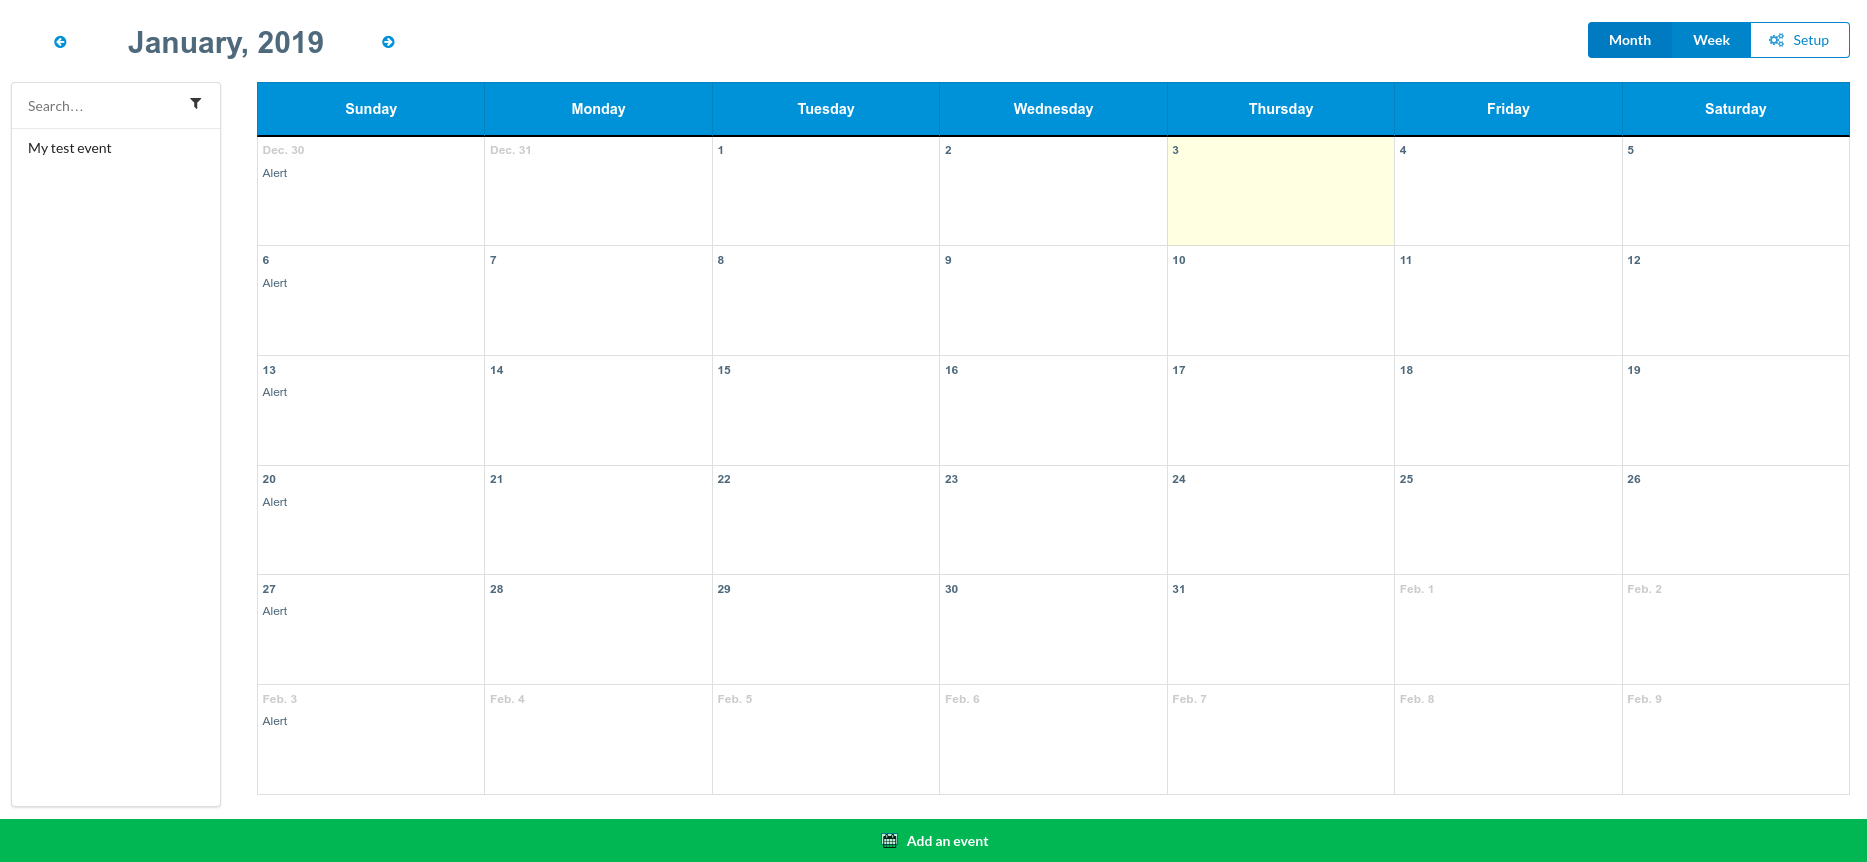 January, 2019
Month Week Setup
Search...
My test event
Sunday Monday Tuesday Wednesday Thursday Friday Saturday
Dec. 30 Dec. 31 1 2 3 4 5
Alert
6 7 8 9 10 11 12
Alert
13 14 15 16 17 18 19
Alert
20 21 22 23 24 25 26
Alert
27 28 29 30 31 Feb. 1 Feb. 2
Alert
Feb. 3 Feb. 4 Feb. 5 Feb. 6 Feb. 7 Feb. 8 Feb. 9
Alert
Add an event